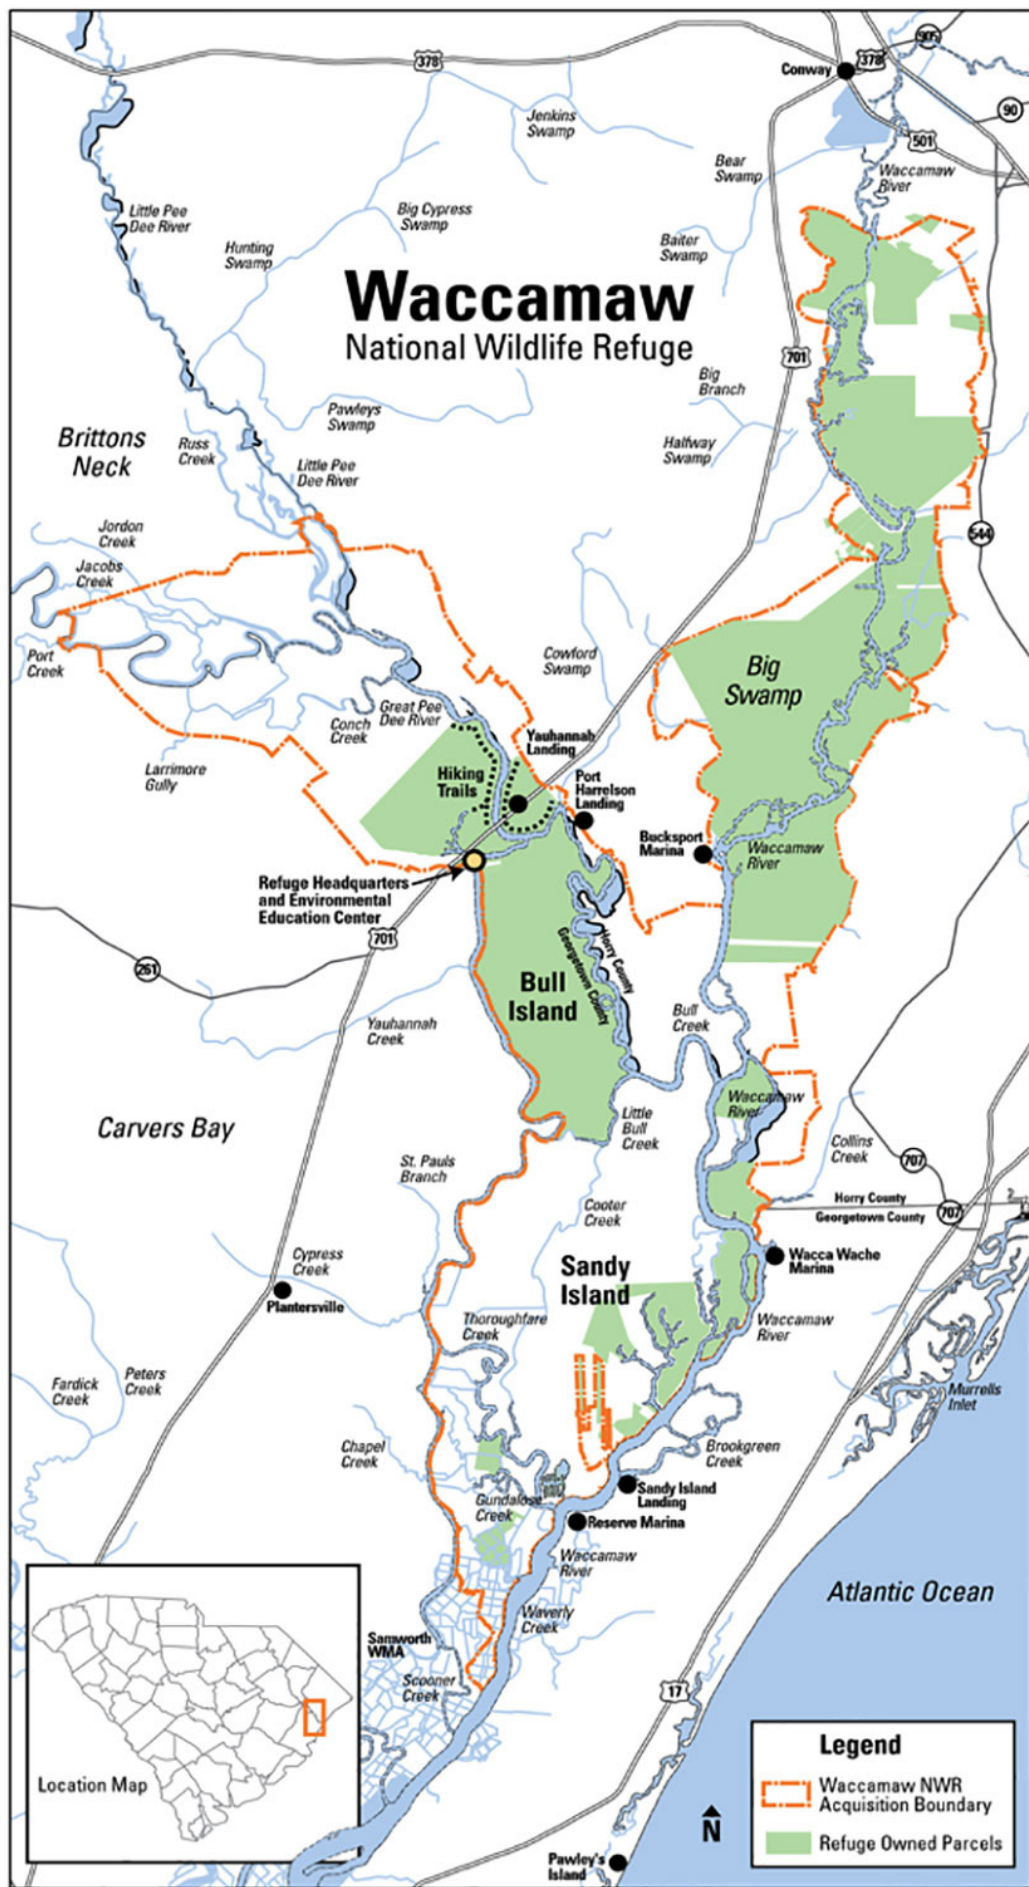 378
Conway
378
905
90
501
Jenkins
Swamp
Bear
Swamp
Waccamaw
River
Little Pee
Dee River
Big Cypress
Swamp
Hunting
Swamp
Baiter
Swamp
Waccamaw
National Wildlife Refuge
701
Big
Branch
Pawleys
Swamp
Brittons
Neck
Russ
Creek
Halfway
Swamp
Little Pee
Dee River
Jordon
Creek
544
Jacobs
Creek
Port
Creek
Cowford
Swamp
Big
Swamp
Great Pee
Dee River
Conch
Creek
Yauhannah
Landing
Larrimore
Gully
Hiking
Trails
Port
Harrelson
Landing
Bucksport
Marina
Waccamaw
River
Refuge Headquarters
and Environmental
Education Center
701
261
Horry County
Georgetown County
Bull
Island
Bull
Creek
Yauhannah
Creek
Waccamaw
River
Carvers Bay
Little
Bull
Creek
Collins
Creek
707
St. Pauls
Branch
Horry County
Georgetown County
707
Cooter
Creek
Cypress
Creek
Sandy
Island
Wacca Wache
Marina
Plantersville
Thoroughfare
Creek
Waccamaw
River
Fardick
Creek
Peters
Creek
Murrells
Inlet
Chapel
Creek
Brookgreen
Creek
Sandy Island
Landing
Gundalose
Creek
Reserve Marina
Waccamaw
River
Atlantic Ocean
Waverly
Creek
Samworth
WMA
Scooner
Creek
17
Location Map
Legend
Waccamaw NWR
Acquisition Boundary
Refuge Owned Parcels
N
Pawley's
Island